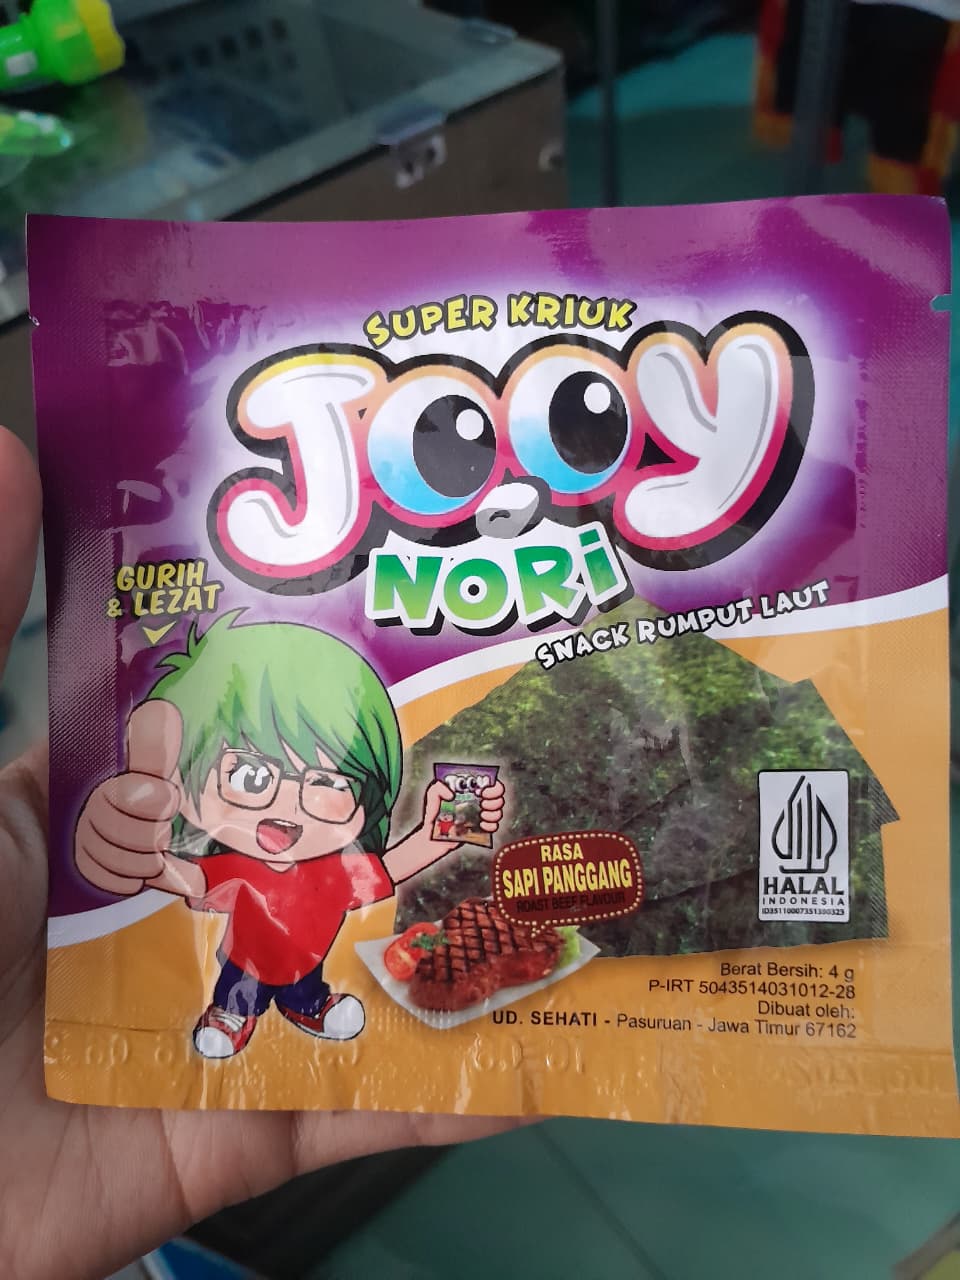 SUPER KRIUK
JOOY
NORi
SNACK RUMPUT LAUT
GURIH
& LEZAT
RASA
SAPI PANGGANG
ROAST BEEF FLAVOUR
HALAL
INDONESIA
ID35110007351300323
Berat Bersih: 4 g
P-IRT 5043514031012-28
Dibuat oleh:
UD. SEHATI - Pasuruan - Jawa Timur 67162